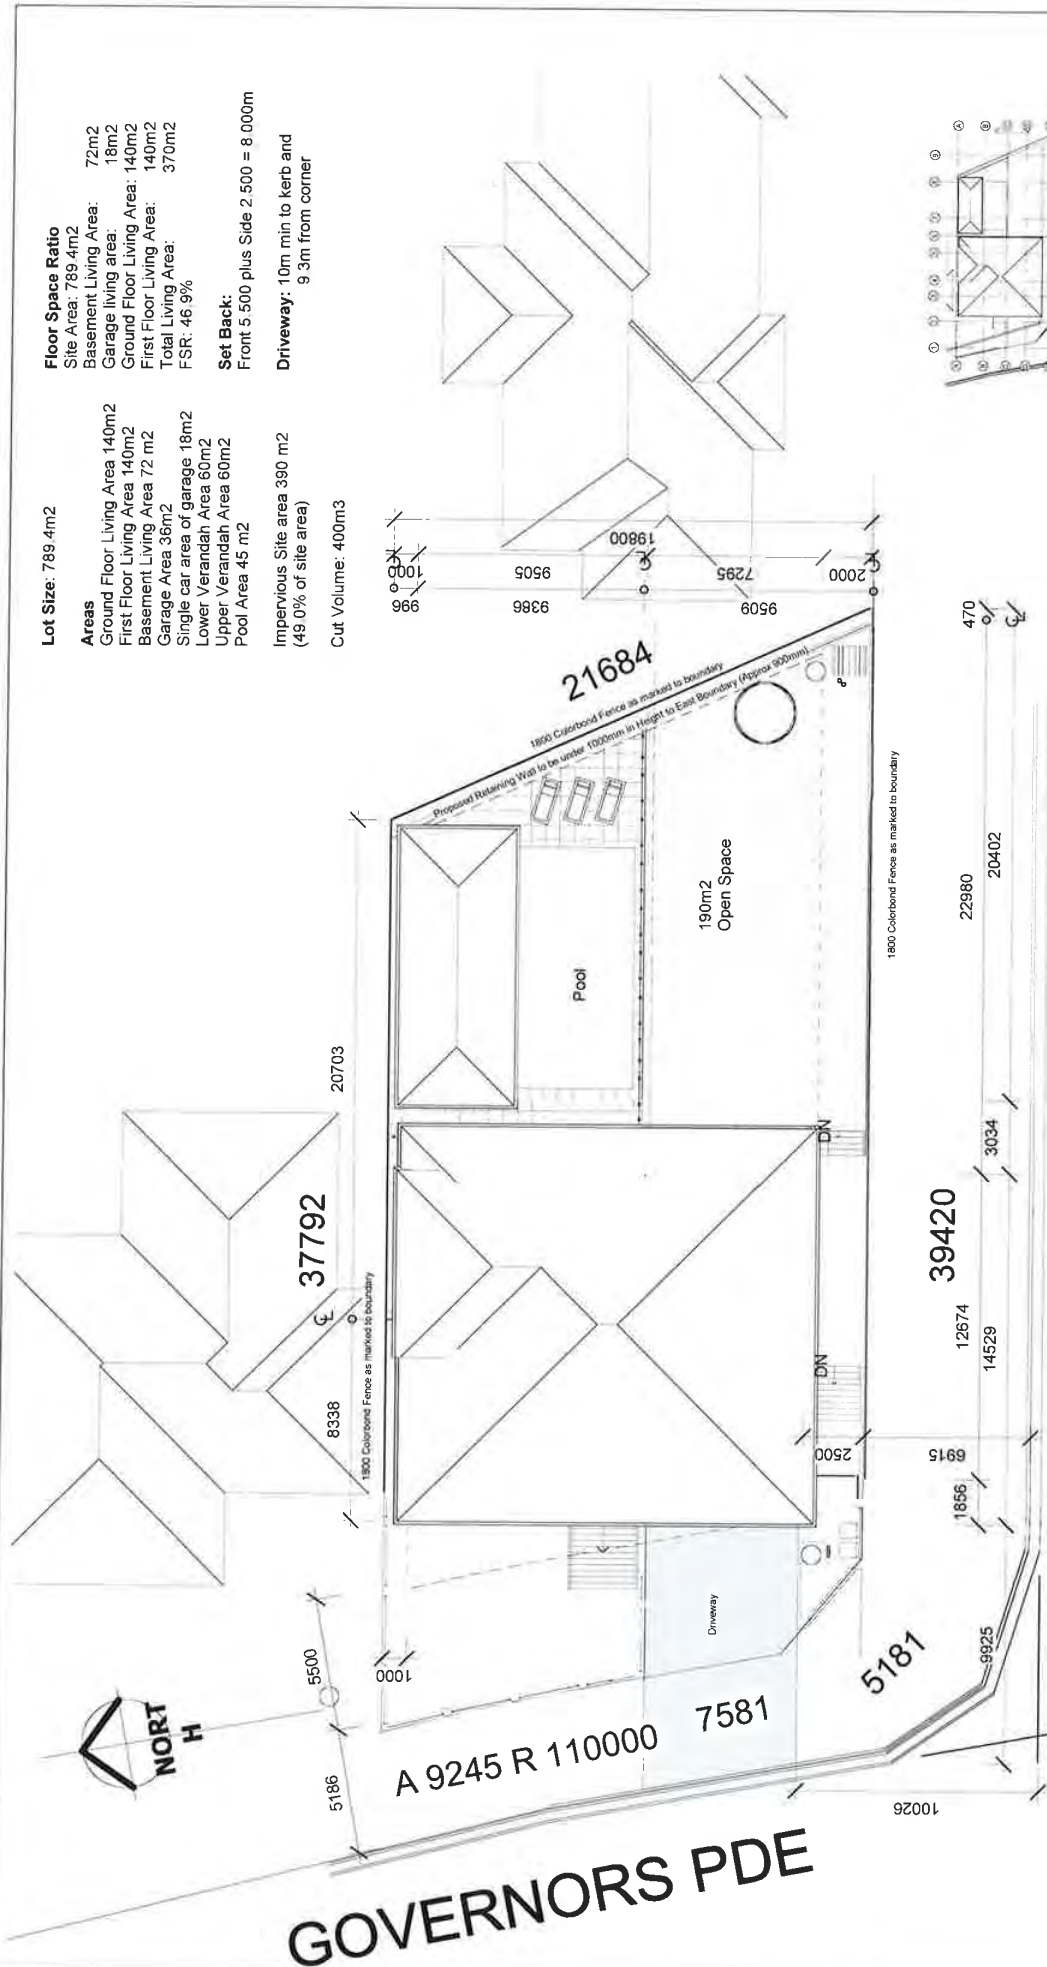 Lot Size: 789.4m2
Areas
Ground Floor Living Area 140m2
First Floor Living Area 140m2
Basement Living Area 72 m2
Garage Area 36m2
Single car area of garage 18m2
Lower Verandah Area 60m2
Upper Verandah Area 60m2
Pool Area 45 m2
Impervious Site area 390 m2
(49.0% of site area)
Cut Volume: 400m3
Floor Space Ratio
Site Area: 789.4m2
Basement Living Area: 72m2
Garage living area: 18m2
Ground Floor Living Area: 140m2
First Floor Living Area: 140m2
Total Living Area: 370m2
FSR: 46.9%
Set Back:
Front 5.500 plus Side 2.500 = 8.000m
Driveway: 10m min to kerb and
9.3m from corner
NORT
H
5186
5500
8338
20703
37792
1800 Colorbond Fence as marked to boundary
1000
996
1000
9386
9505
19800
9509
7295
2000
21684
1800 Colorbond Fence as marked to boundary
Proposed Retaining Wall to be under 1000mm in Height to East Boundary (Approx 900mm)
Pool
190m2
Open Space
DN
DN
Driveway
A 9245 R 110000
7581
5181
GOVERNORS PDE
2500
6915
10026
9925
1800 Colorbond Fence as marked to boundary
39420
1856
12674
22980
470
14529
3034
20402